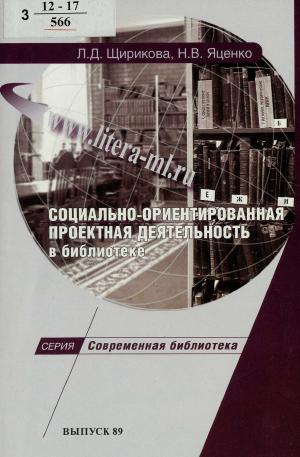 3
12 - 17
566
Л.Д. Щирикова, Н.В. Яценко
www.litera-ml.ru
Е Ж И
Б
СОЦИАЛЬНО-ОРИЕНТИРОВАННАЯ
ПРОЕКТНАЯ ДЕЯТЕЛЬНОСТЬ
в библиотеке
СЕРИЯ Современная библиотека
ВЫПУСК 89